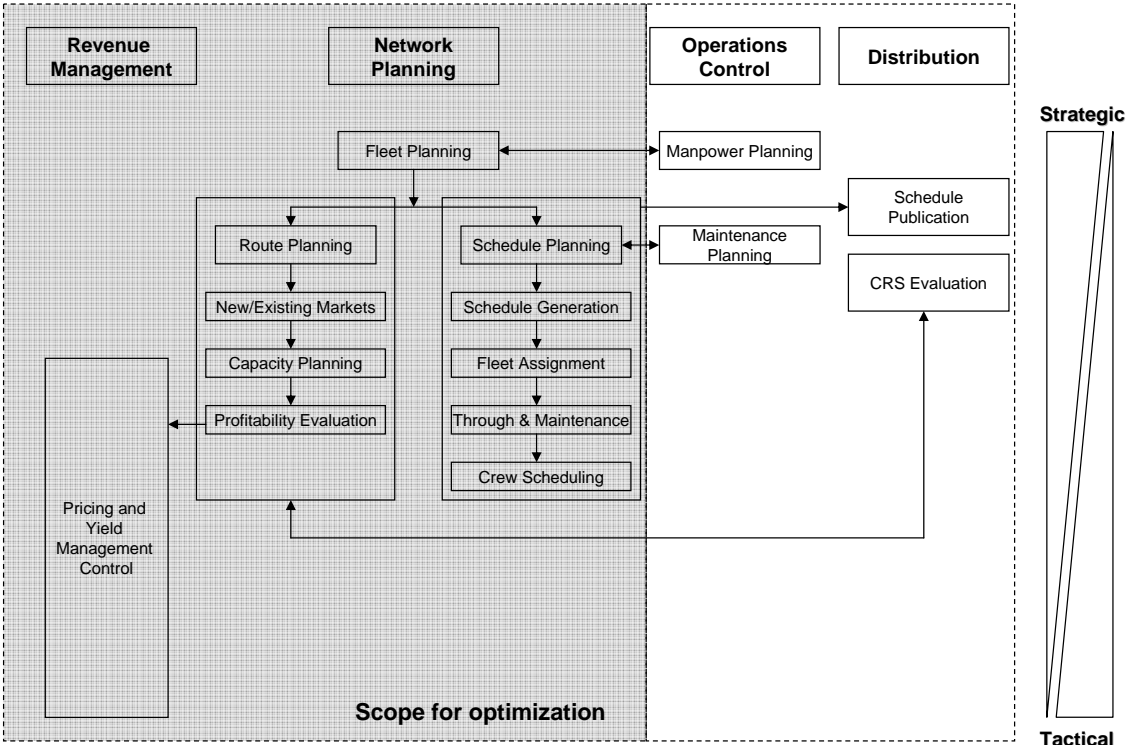 Revenue
Management
Network
Planning
Operations
Control
Distribution
Strategic
Fleet Planning
Manpower Planning
Schedule
Publication
Route Planning
Schedule Planning
Maintenance
Planning
CRS Evaluation
New/Existing Markets
Schedule Generation
Capacity Planning
Fleet Assignment
Profitability Evaluation
Through & Maintenance
Crew Scheduling
Pricing and
Yield
Management
Control
Scope for optimization
Tactical